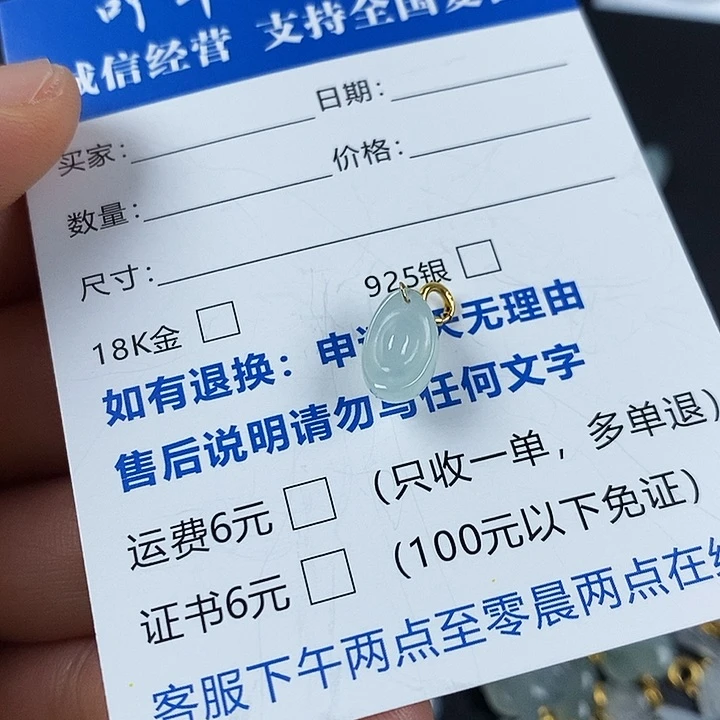 诚信经营 支持全国复
日期：
买家：
价格：
数量：
尺寸：
925银
18K金
如有退换：申 天无理由
售后说明请勿写任何文字
运费6元 （只收一单，多单退）
证书6元 （100元以下免证）
客服下午两点至零晨两点在线